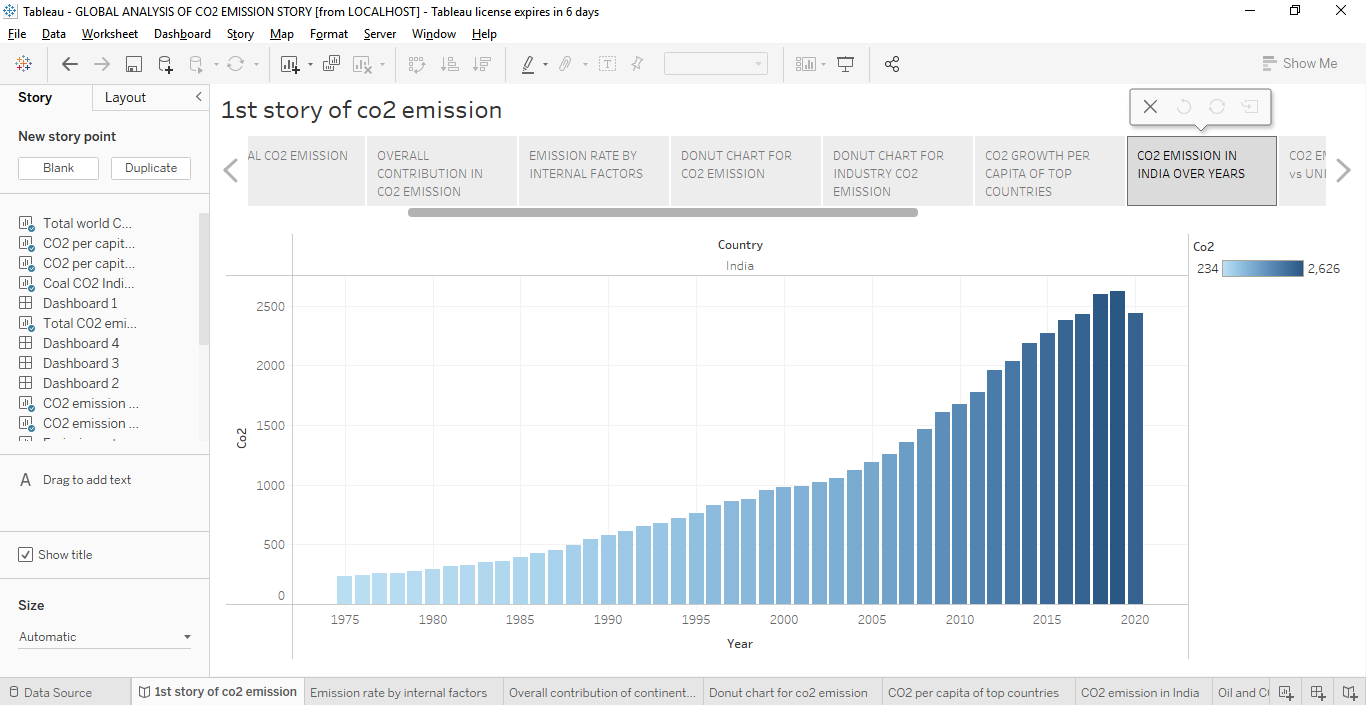 Tableau - GLOBAL ANALYSIS OF CO2 EMISSION STORY [from LOCALHOST] - Tableau license expires in 6 days
File Data Worksheet Dashboard Story Map Format Server Window Help
Show Me
Story Layout
New story point
Blank Duplicate
Total world C...
CO2 per capit...
CO2 per capit...
Coal CO2 Indi...
Dashboard 1
Total CO2 emi...
Dashboard 4
Dashboard 3
Dashboard 2
CO2 emission ...
CO2 emission ...
A Drag to add text
Show title
Size
Automatic
1st story of co2 emission
AL CO2 EMISSION
OVERALL
CONTRIBUTION IN
CO2 EMISSION
EMISSION RATE BY
INTERNAL FACTORS
DONUT CHART FOR
CO2 EMISSION
DONUT CHART FOR
INDUSTRY CO2
EMISSION
CO2 GROWTH PER
CAPITA OF TOP
COUNTRIES
CO2 EMISSION IN
INDIA OVER YEARS
CO2 EM
vs UNI
Country
India
Co2
2500
2000
1500
1000
500
0
1975 1980 1985 1990 1995 2000 2005 2010 2015 2020
Year
Co2
234 2,626
Data Source 1st story of co2 emission Emission rate by internal factors Overall contribution of continent... Donut chart for co2 emission CO2 per capita of top countries CO2 emission in India Oil and C